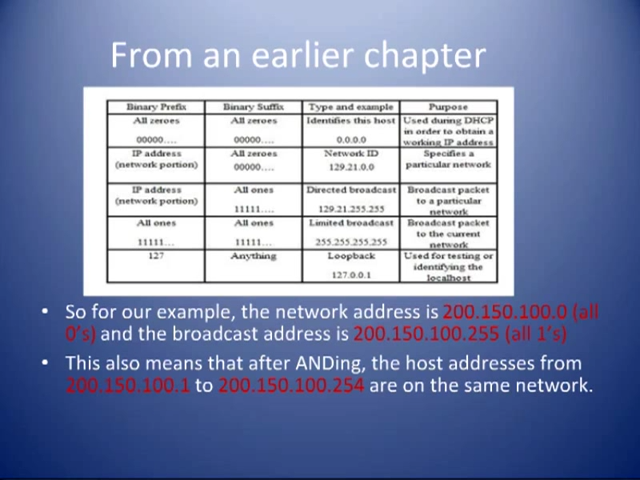 From an earlier chapter
Binary Prefix Binary Suffix Type and example Purpose
All zeroes All zeroes Identifies this host Used during DHCP
in order to obtain a
00000.... 00000.... 0.0.0.0 working IP address
IP address All zeroes Network ID Specifies a
(network portion) 00000.... 129.21.0.0 particular network
IP address All ones Directed broadcast Broadcast packet
(network portion) to a particular
11111.... 129.21.255.255 network
All ones All ones Limited broadcast Broadcast packet
to the current
11111... 11111... 255.255.255.255 network
127 Anything Loopback Used for testing or
identifying the
127.0.0.1 localhost
• So for our example, the network address is 200.150.100.0 (all
0's) and the broadcast address is 200.150.100.255 (all 1's)
• This also means that after ANDing, the host addresses from
200.150.100.1 to 200.150.100.254 are on the same network.